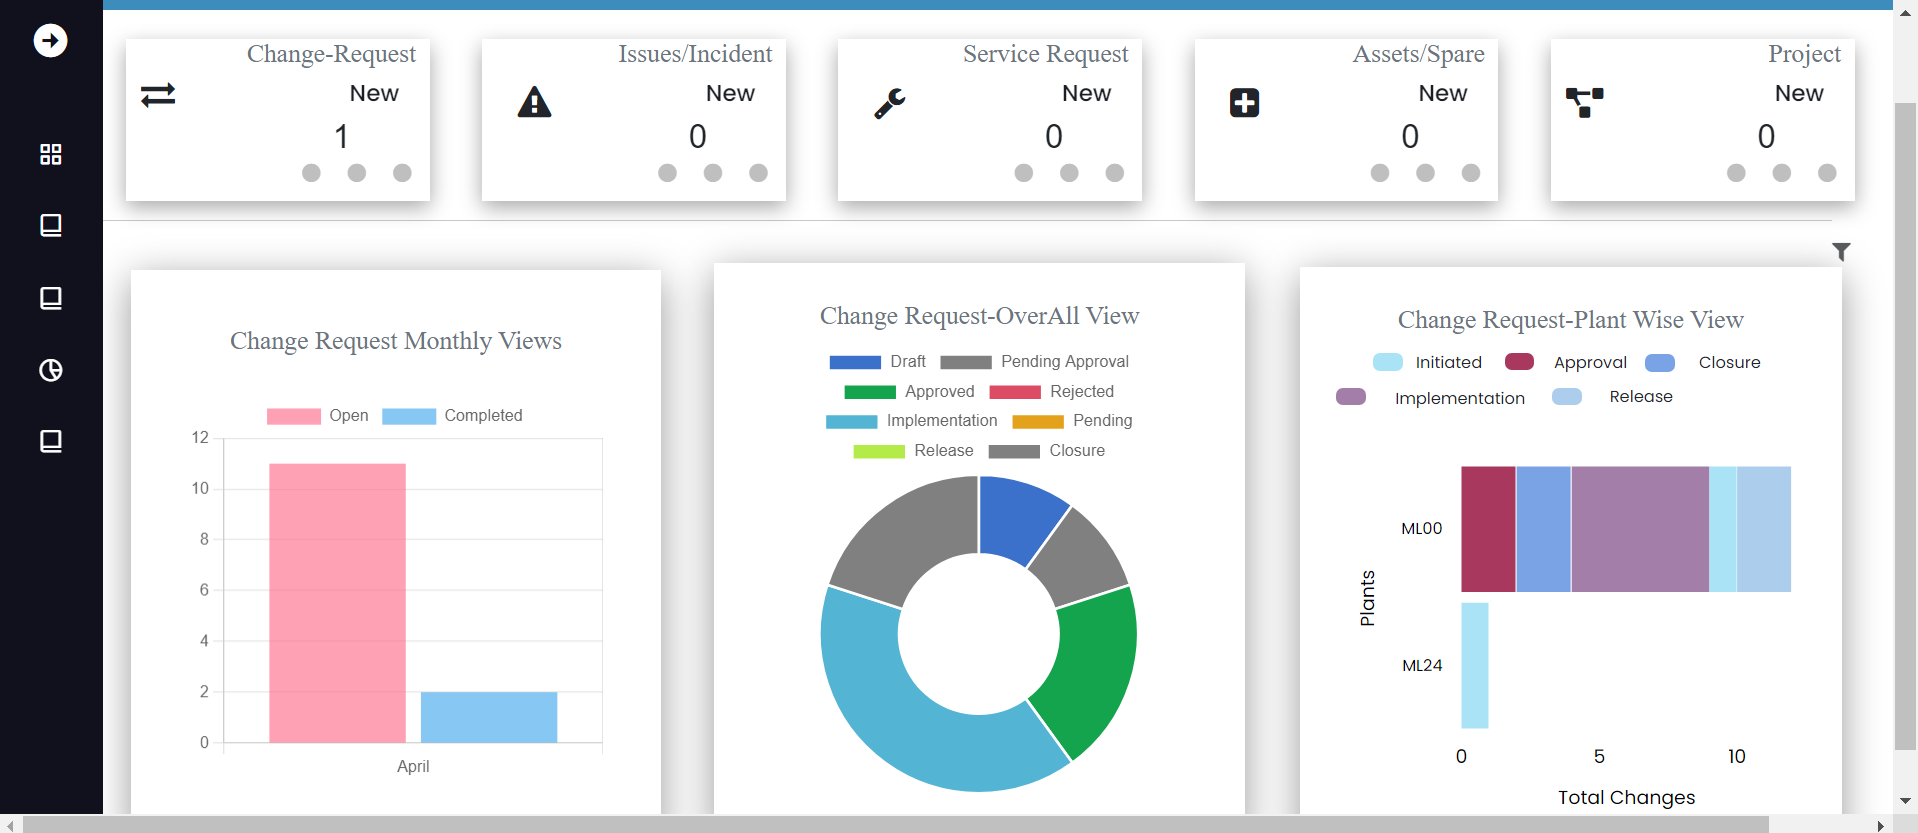 Change-Request
New
1
Issues/Incident
New
0
Service Request
New
0
Assets/Spare
New
0
Project
New
0
Change Request Monthly Views
Open Completed
12
10
8
6
4
2
0
April
Change Request-OverAll View
Draft Pending Approval
Approved Rejected
Implementation Pending
Release Closure
Change Request-Plant Wise View
Initiated Approval Closure
Implementation Release
Plants
ML00
ML24
0 5 10
Total Changes